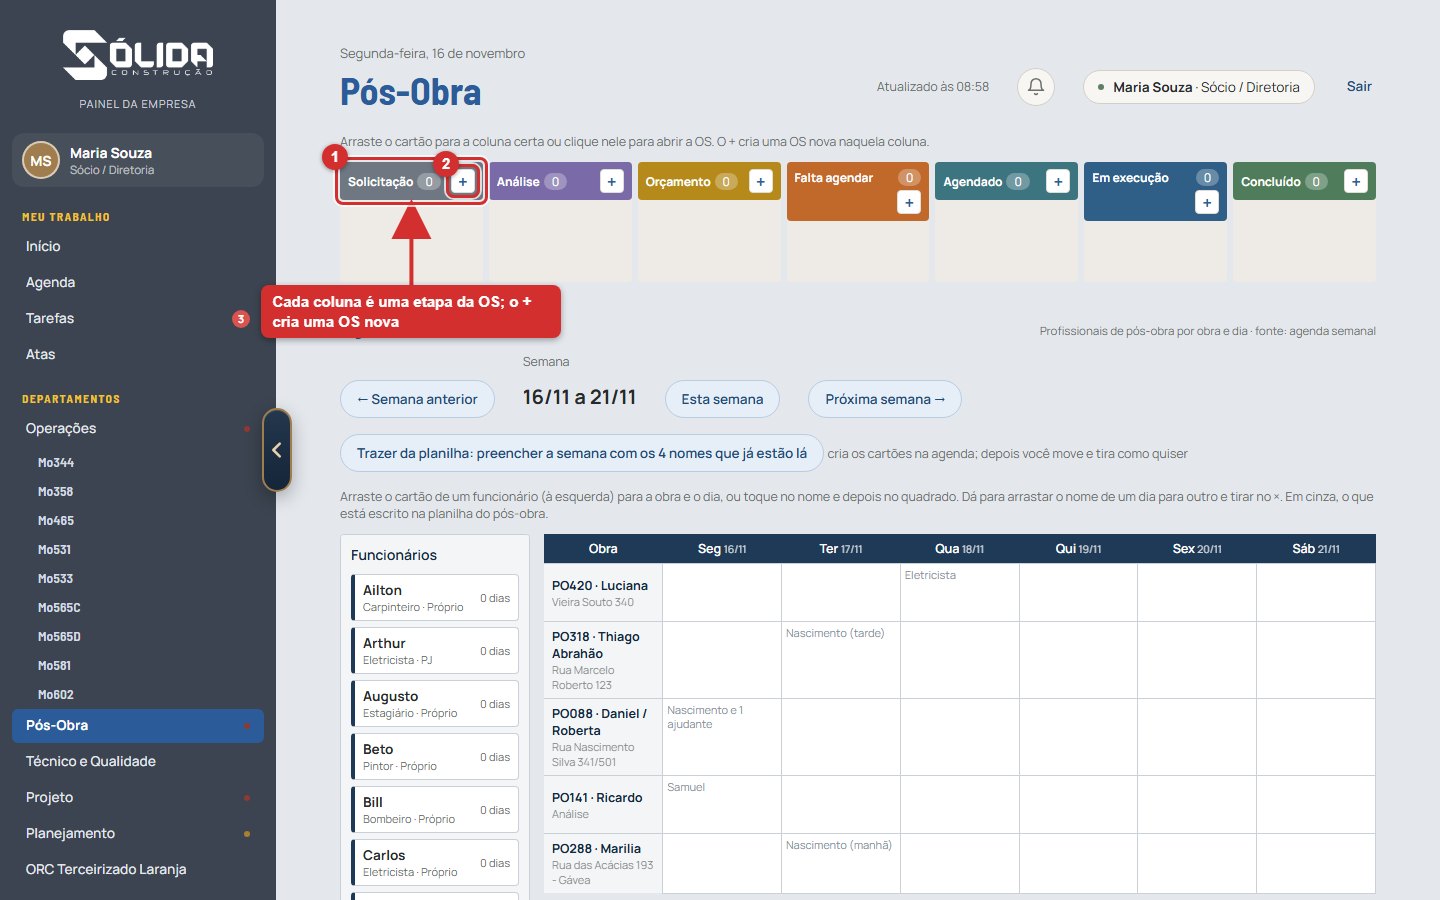 SÓLIDA
CONSTRUÇÃO
PAINEL DA EMPRESA
MS
Maria Souza
Sócio / Diretoria
MEU TRABALHO
Início
Agenda
Tarefas
3
Atas
DEPARTAMENTOS
Operações
Mo344
Mo358
Mo465
Mo531
Mo533
Mo565C
Mo565D
Mo581
Mo602
Pós-Obra
Técnico e Qualidade
Projeto
Planejamento
ORC Terceirizado Laranja
Segunda-feira, 16 de novembro
Pós-Obra
Atualizado às 08:58
Maria Souza · Sócio / Diretoria
Sair
Arraste o cartão para a coluna certa ou clique nele para abrir a OS. O + cria uma OS nova naquela coluna.
1
2
Solicitação 0 +
Análise 0 +
Orçamento 0 +
Falta agendar 0 +
Agendado 0 +
Em execução 0 +
Concluído 0 +
Cada coluna é uma etapa da OS; o +
cria uma OS nova
Profissionais de pós-obra por obra e dia · fonte: agenda semanal
Semana
← Semana anterior
16/11 a 21/11
Esta semana
Próxima semana →
Trazer da planilha: preencher a semana com os 4 nomes que já estão lá
cria os cartões na agenda; depois você move e tira como quiser
Arraste o cartão de um funcionário (à esquerda) para a obra e o dia, ou toque no nome e depois no quadrado. Dá para arrastar o nome de um dia para outro e tirar no ×. Em cinza, o que
está escrito na planilha do pós-obra.
Funcionários
Ailton
Carpinteiro · Próprio
0 dias
Arthur
Eletricista · PJ
0 dias
Augusto
Estagiário · Próprio
0 dias
Beto
Pintor · Próprio
0 dias
Bill
Bombeiro · Próprio
0 dias
Carlos
Eletricista · Próprio
0 dias
Obra
Seg 16/11
Ter 17/11
Qua 18/11
Qui 19/11
Sex 20/11
Sáb 21/11
PO420 · Luciana
Vieira Souto 340
Eletricista
PO318 · Thiago
Abrahão
Rua Marcelo
Roberto 123
Nascimento (tarde)
PO088 · Daniel /
Roberta
Rua Nascimento
Silva 341/501
Nascimento e 1
ajudante
PO141 · Ricardo
Análise
Samuel
PO288 · Marilia
Rua das Acácias 193
- Gávea
Nascimento (manhã)